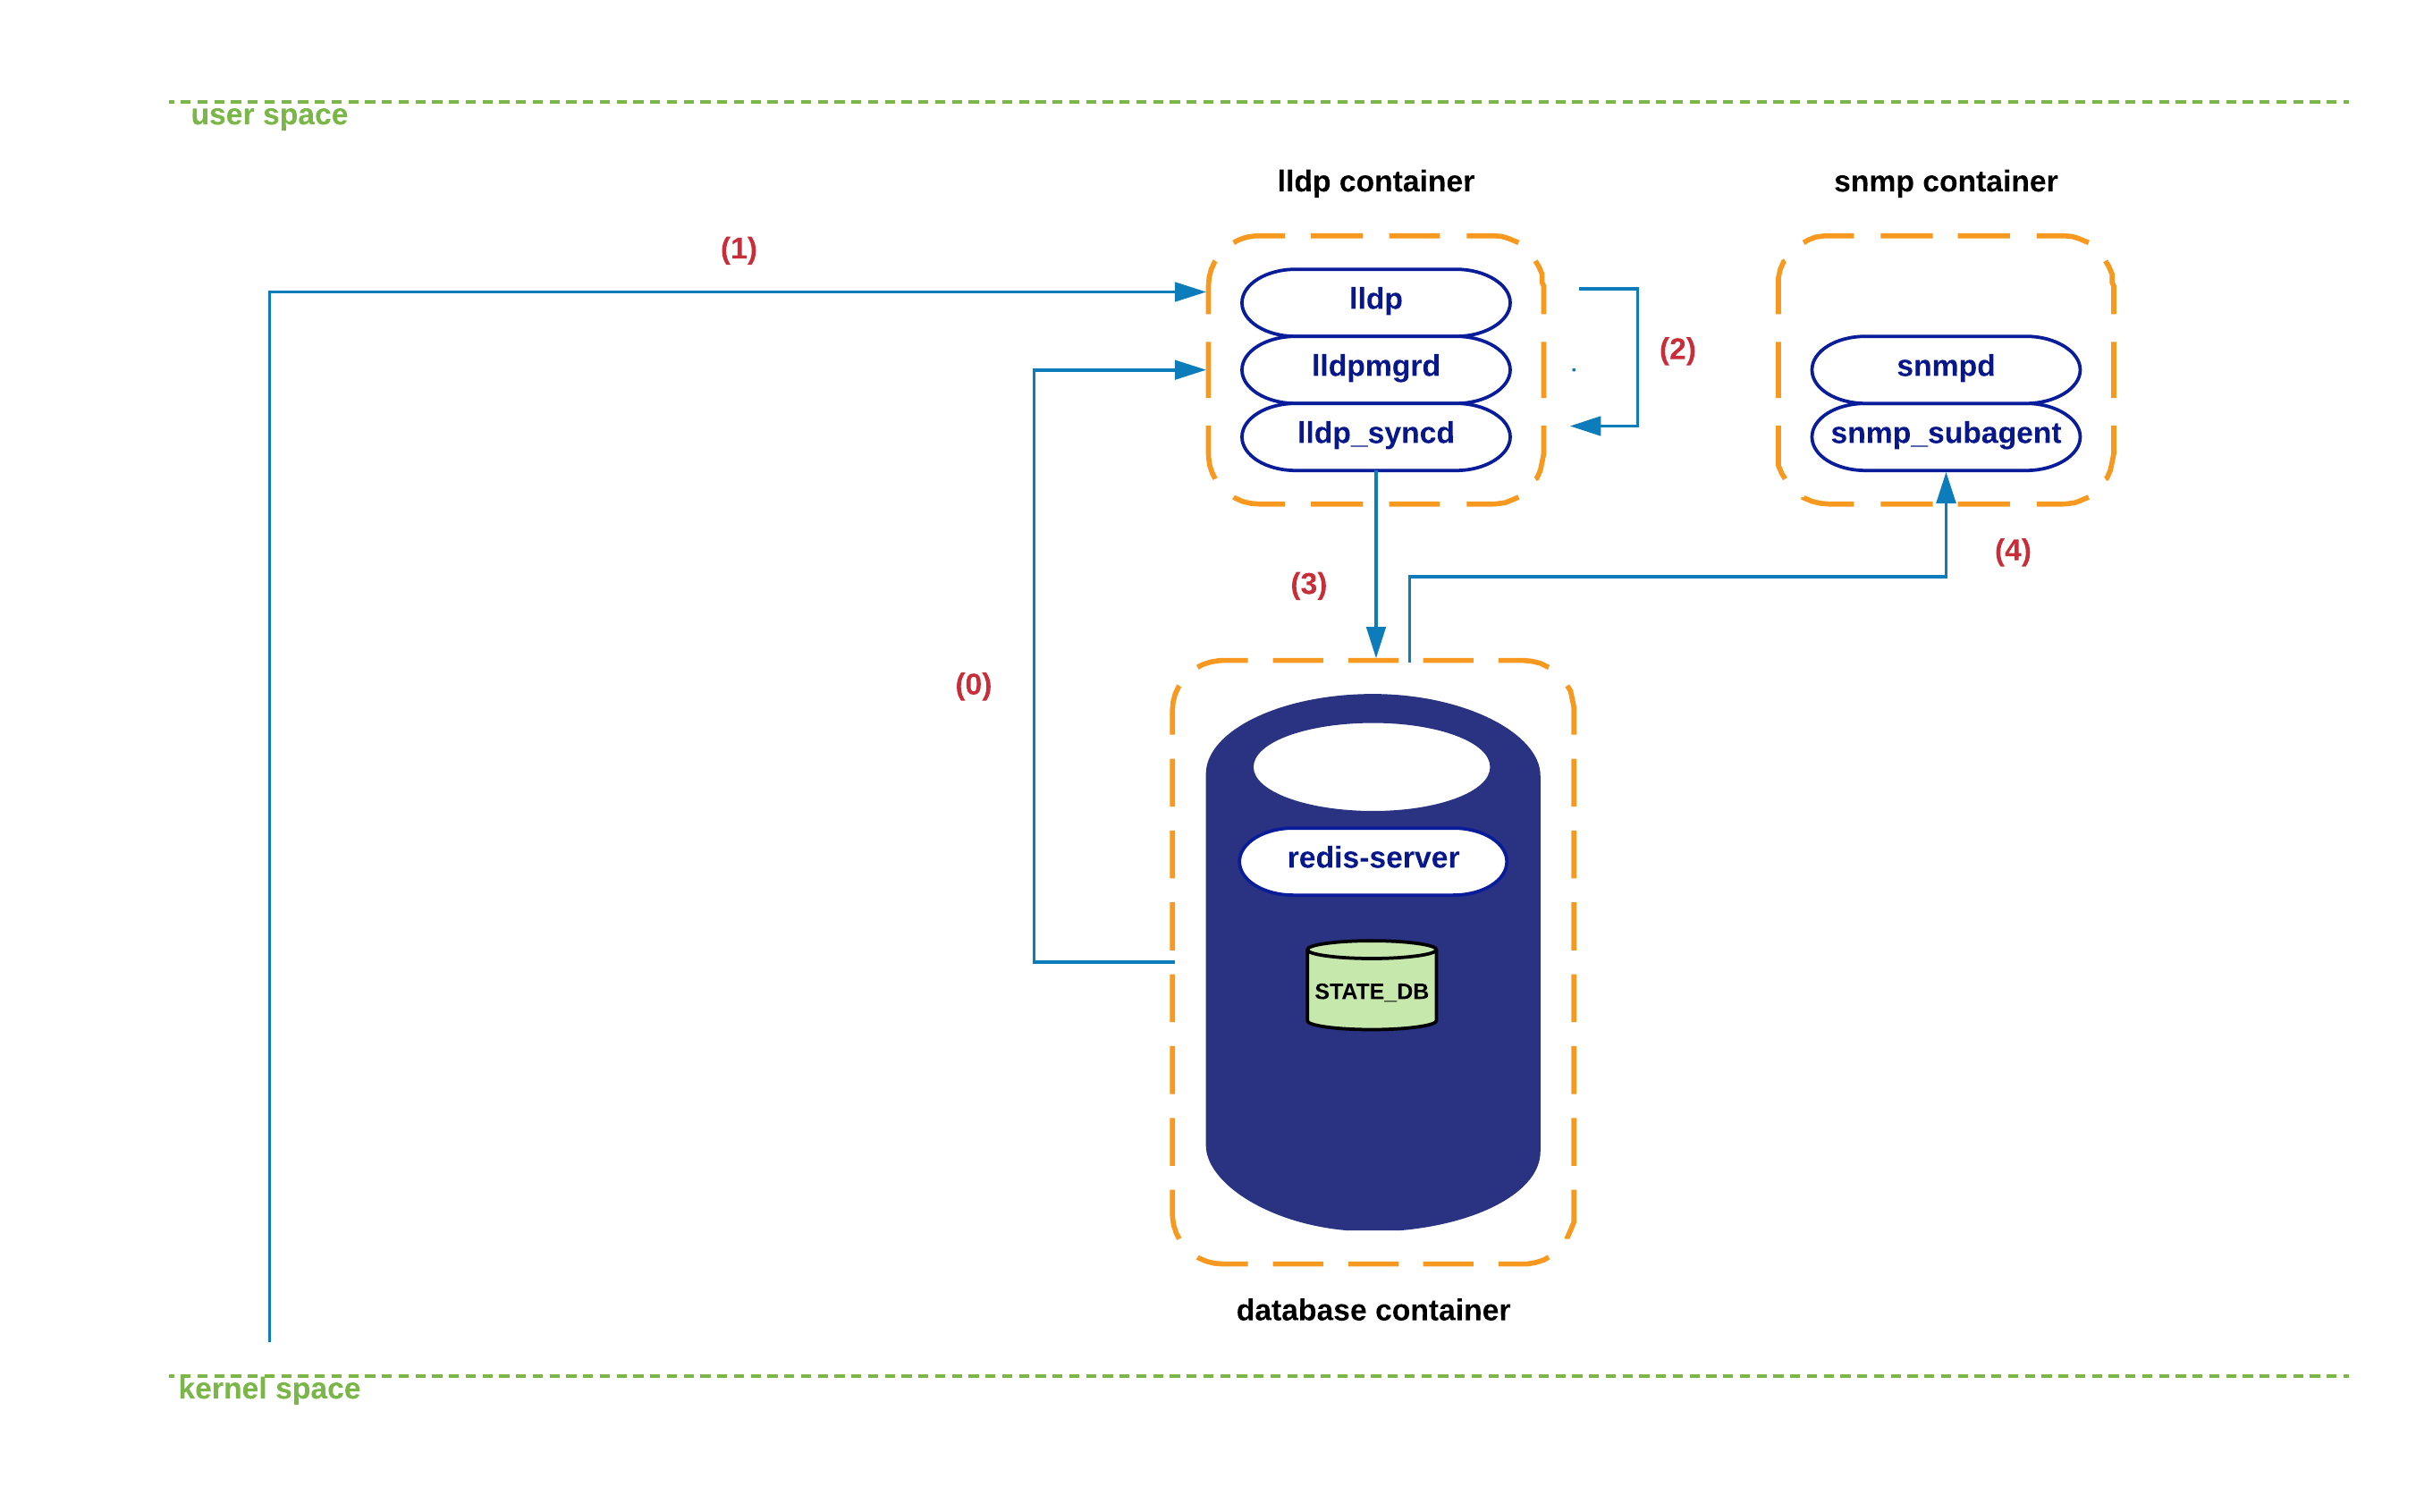 user space
lldp container
snmp container
(1)
lldp
(2)
lldpmgrd
snmpd
lldp_syncd
snmp_subagent
(4)
(3)
(0)
redis-server
STATE_DB
database container
kernel space